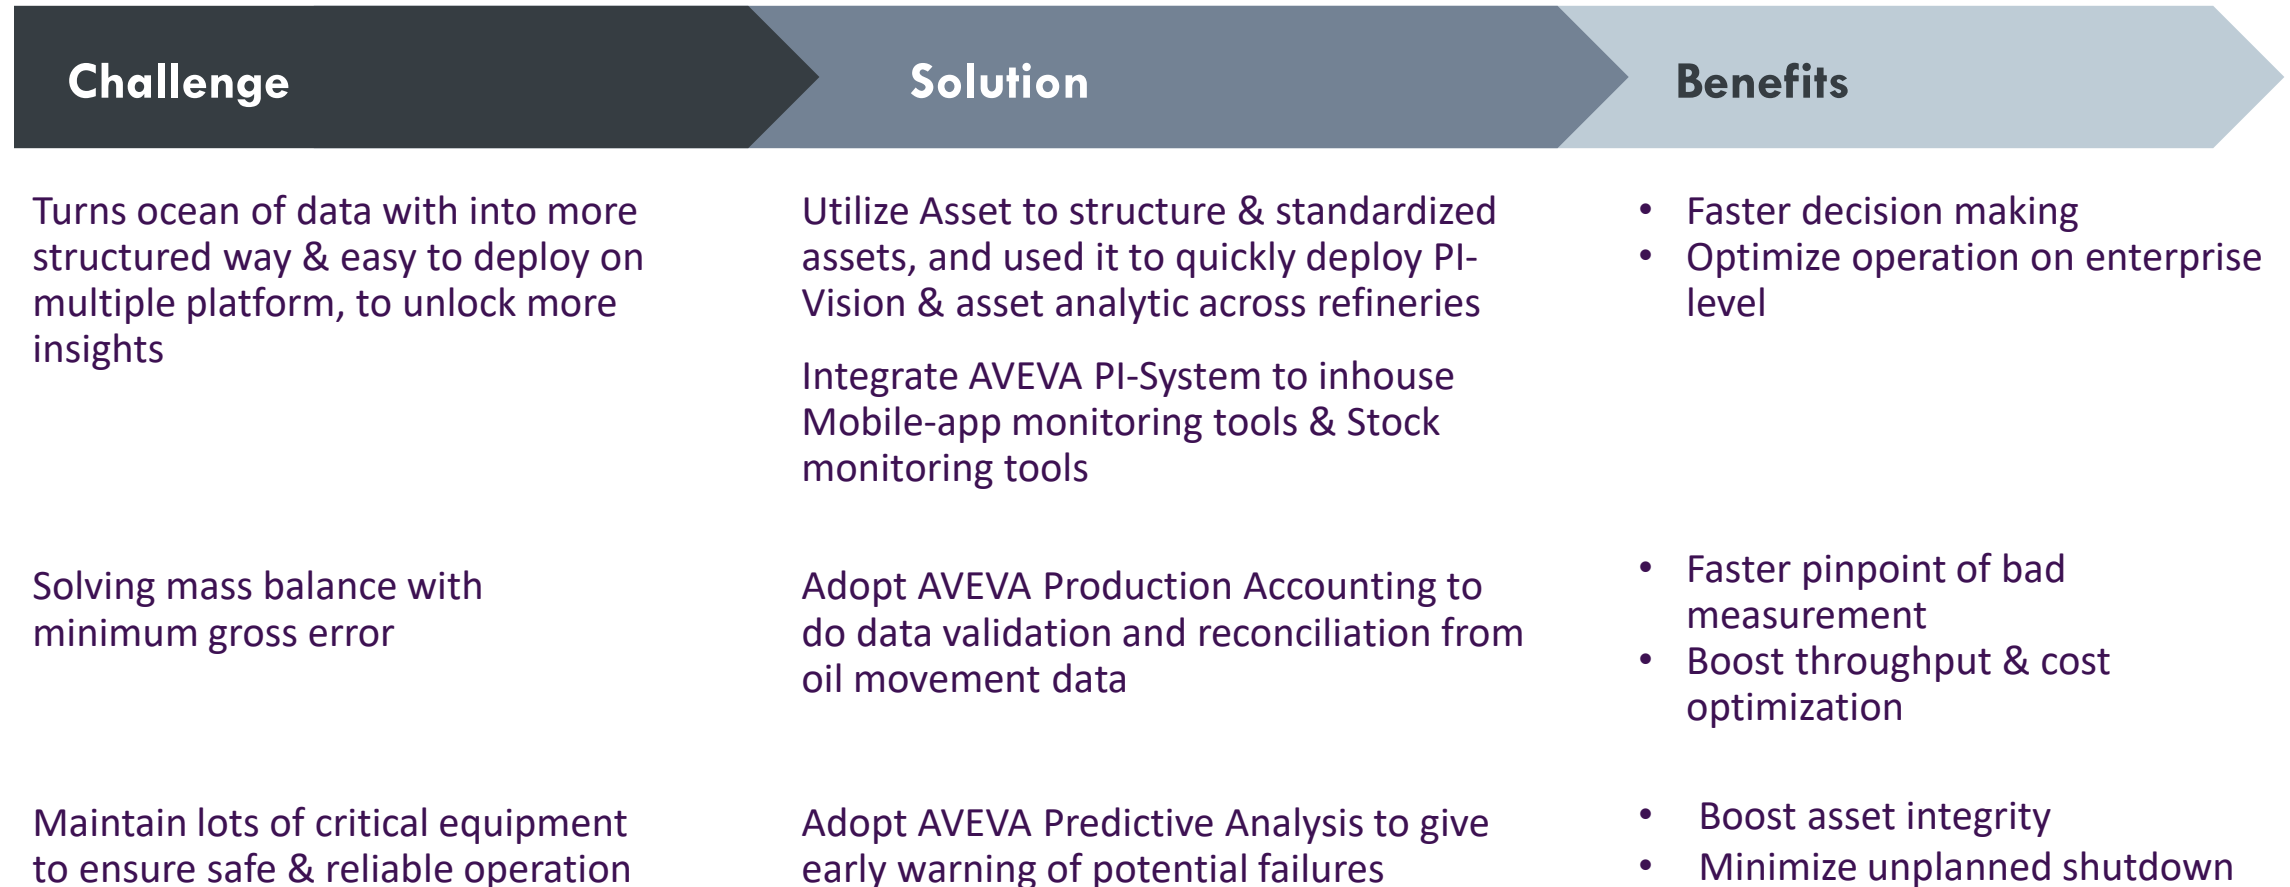 Challenge
Solution
Benefits
Turns ocean of data with into more
structured way & easy to deploy on
multiple platform, to unlock more
insights
Utilize Asset to structure & standardized
assets, and used it to quickly deploy PI-
Vision & asset analytic across refineries
Integrate AVEVA PI-System to inhouse
Mobile-app monitoring tools & Stock
monitoring tools
• Faster decision making
• Optimize operation on enterprise
level
Solving mass balance with
minimum gross error
Adopt AVEVA Production Accounting to
do data validation and reconciliation from
oil movement data
• Faster pinpoint of bad
measurement
• Boost throughput & cost
optimization
Maintain lots of critical equipment
to ensure safe & reliable operation
Adopt AVEVA Predictive Analysis to give
early warning of potential failures
• Boost asset integrity
• Minimize unplanned shutdown